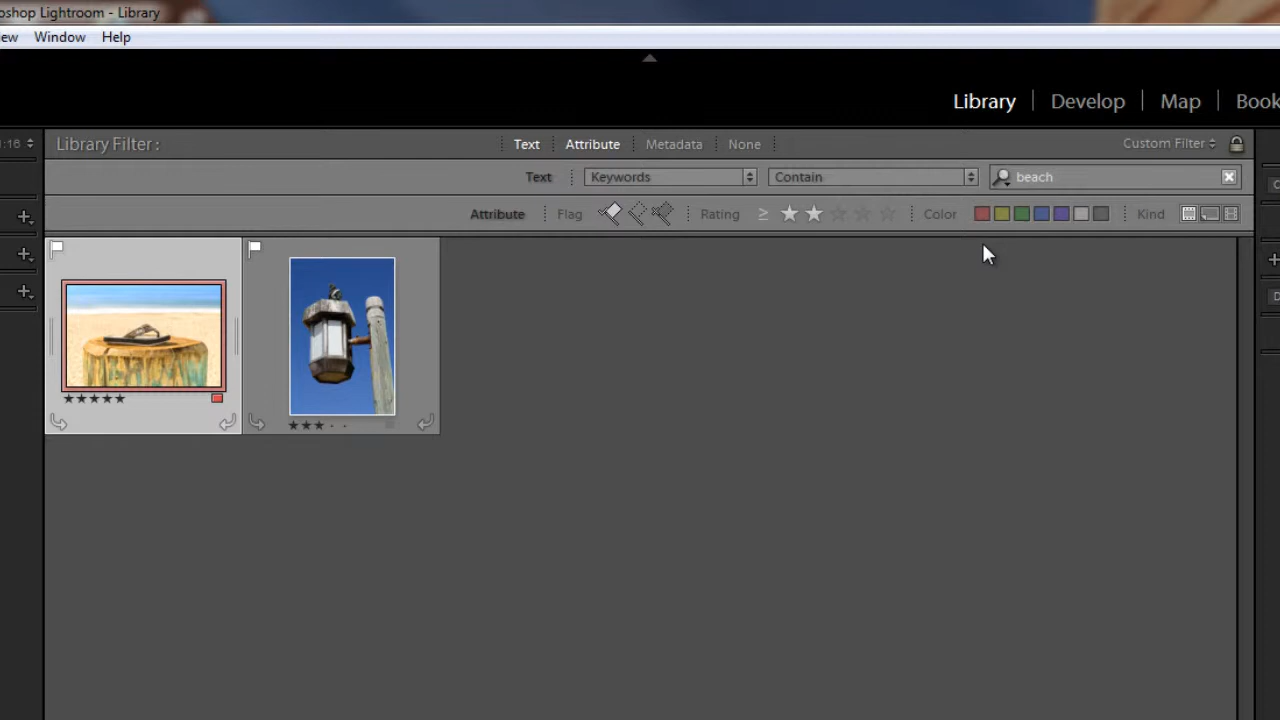 oshop Lightroom - Library
ew Window Help
Library | Develop | Map | Book
:16 Library Filter : Text Attribute Metadata None Custom Filter
Text Keywords Contain beach
Attribute Flag Rating ≥ ★★★★★ Color Kind
★★★★★
★★★ · ·